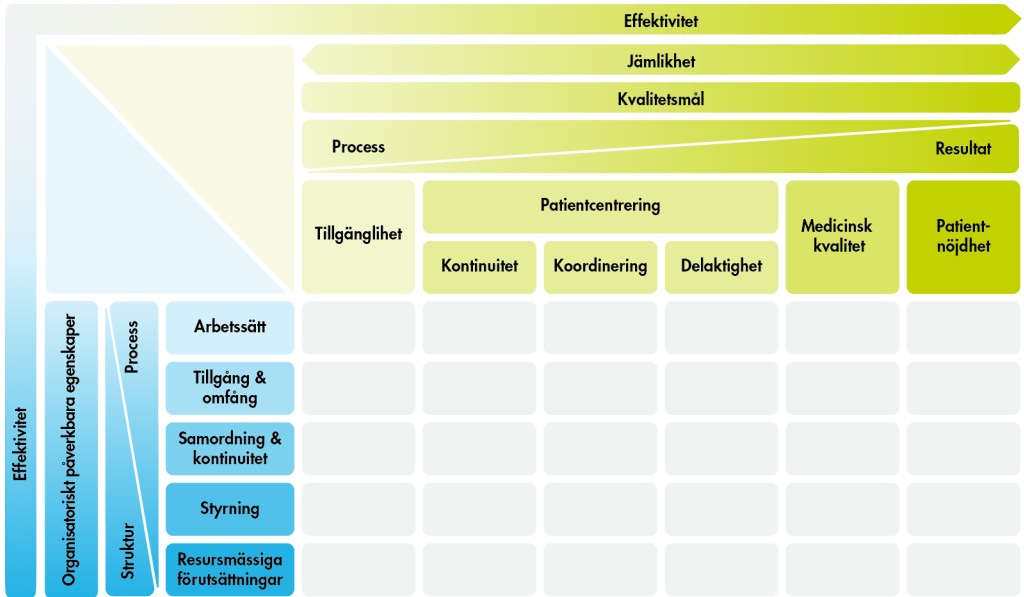 Effektivitet
Jämlikhet
Kvalitetsmål
Process
Resultat
Tillgänglihet
Patientcentrering
Kontinuitet
Koordinering
Delaktighet
Medicinsk
kvalitet
Patient-
nöjdhet
Effektivitet
Organisatoriskt påverkbara egenskaper
Process
Struktur
Arbetssätt
Tillgång &
omfång
Samordning &
kontinuitet
Styrning
Resursmässiga
förutsättningar